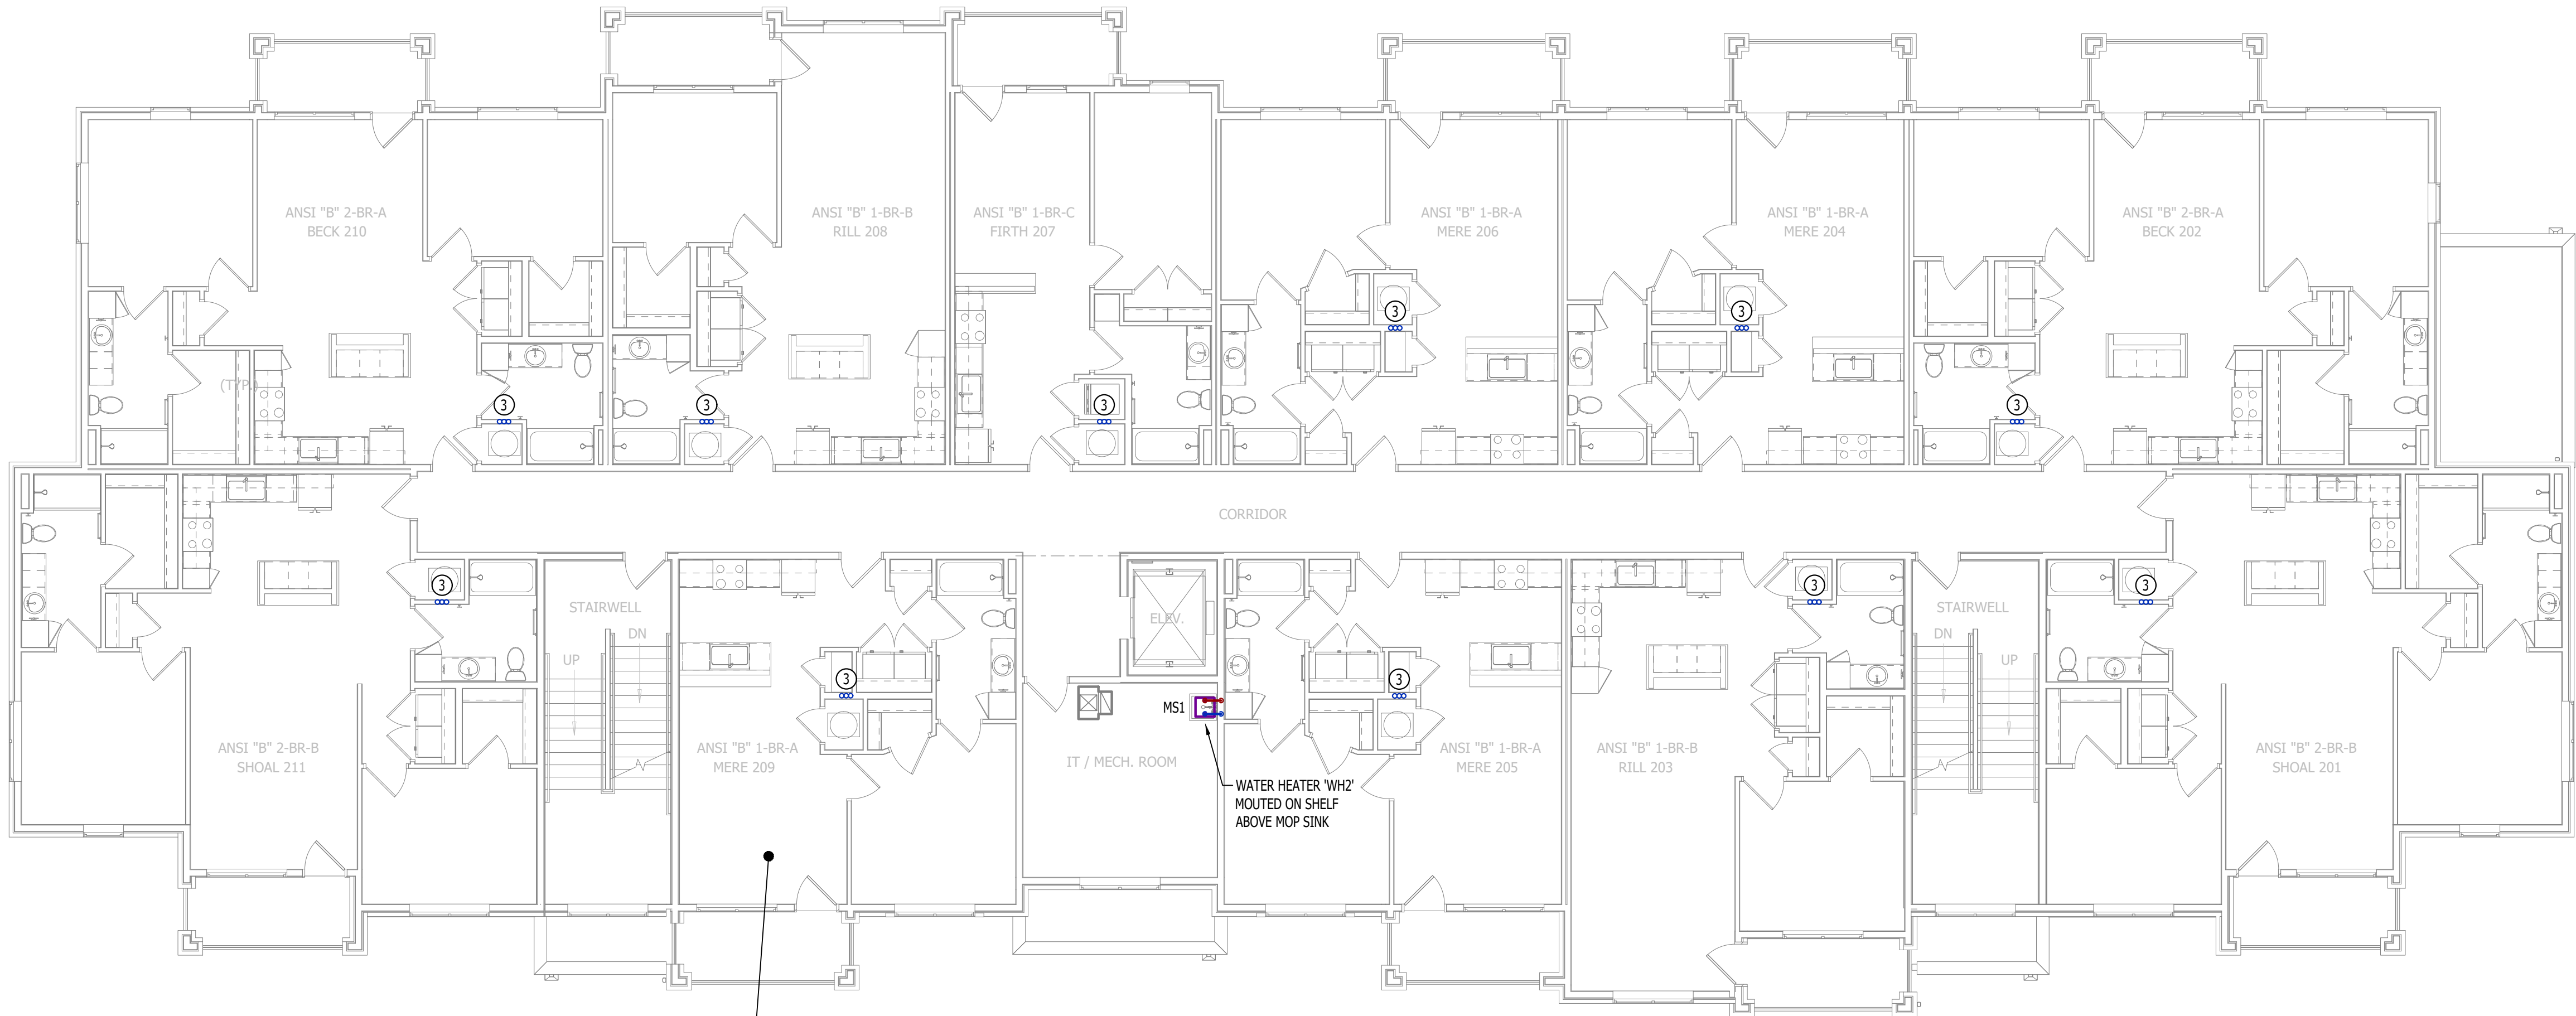 ANSI "B" 2-BR-A
BECK 210
ANSI "B" 1-BR-B
RILL 208
ANSI "B" 1-BR-C
FIRTH 207
ANSI "B" 1-BR-A
MERE 206
ANSI "B" 1-BR-A
MERE 204
ANSI "B" 2-BR-A
BECK 202
3
3
(TYP.)
3
3
3
3
CORRIDOR
3
STAIRWELL
DN
UP
ELEV.
3
3
STAIRWELL
DN
UP
3
3
3
MS1
ANSI "B" 2-BR-B
SHOAL 211
ANSI "B" 1-BR-A
MERE 209
IT / MECH. ROOM
WATER HEATER 'WH2'
MOUTED ON SHELF
ABOVE MOP SINK
ANSI "B" 1-BR-A
MERE 205
ANSI "B" 1-BR-B
RILL 203
ANSI "B" 2-BR-B
SHOAL 201